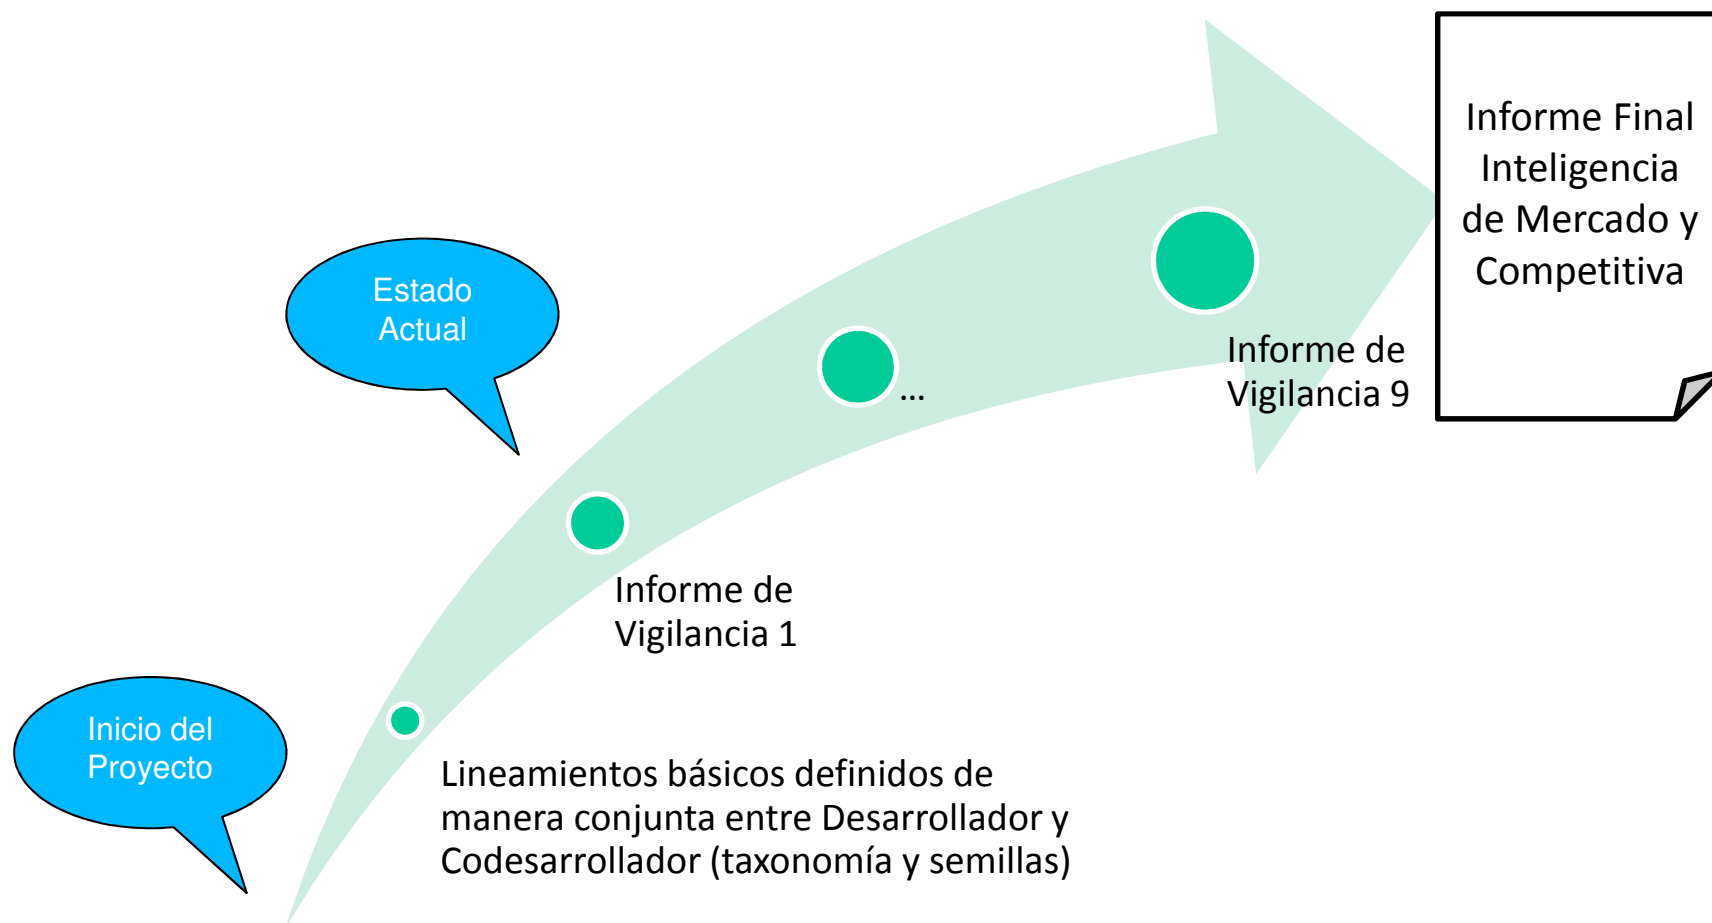 Informe Final
Inteligencia
de Mercado y
Competitiva
Estado
Actual
...
Informe de
Vigilancia 9
Informe de
Vigilancia 1
Inicio del
Proyecto
Lineamientos básicos definidos de
manera conjunta entre Desarrollador y
Codesarrollador (taxonomía y semillas)